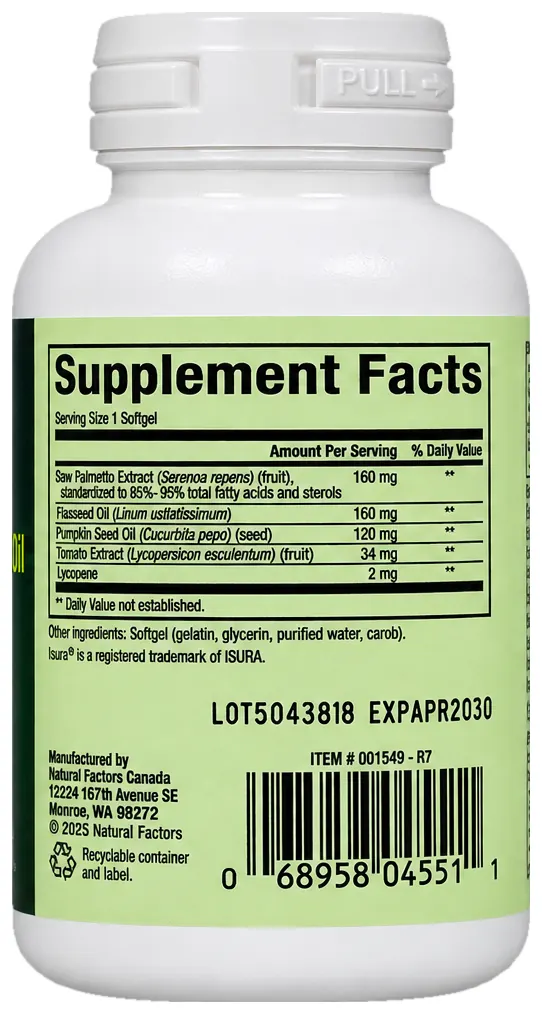 PULL→
Supplement Facts
Serving Size 1 Softgel
Amount Per Serving % Daily Value
Saw Palmetto Extract (Serenoa repens) (fruit), 160 mg **
standardized to 85%- 95% total fatty acids and sterols
Flasseed Oil (Linum ustlatissimum) 160 mg **
Pumpkin Seed Oil (Cucurbita pepo) (seed) 120 mg **
Tomato Extract (Lycopersicon esculentum) (fruit) 34 mg **
Lycopene 2 mg **
** Daily Value not established.
Oil
Other ingredients: Softgel (gelatin, glycerin, purified water, carob).
Isura® is a registered trademark of ISURA.
LOT5043818 EXPAPR2030
Manufactured by
Natural Factors Canada
12224 167th Avenue SE
Monroe, WA 98272
© 2025 Natural Factors
Recyclable container
and label.
ITEM # 001549 - R7
0 68958 04551 1